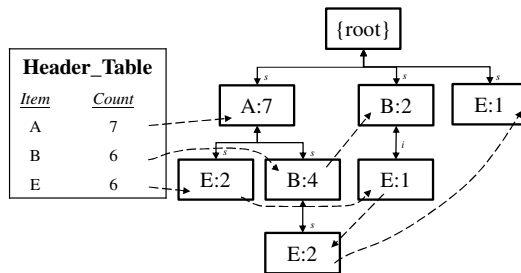 {root}
Header_Table
Item Count
A 7
B 6
E 6
s s s
A:7 B:2 E:1
s s i
E:2 B:4 E:1
s
E:2